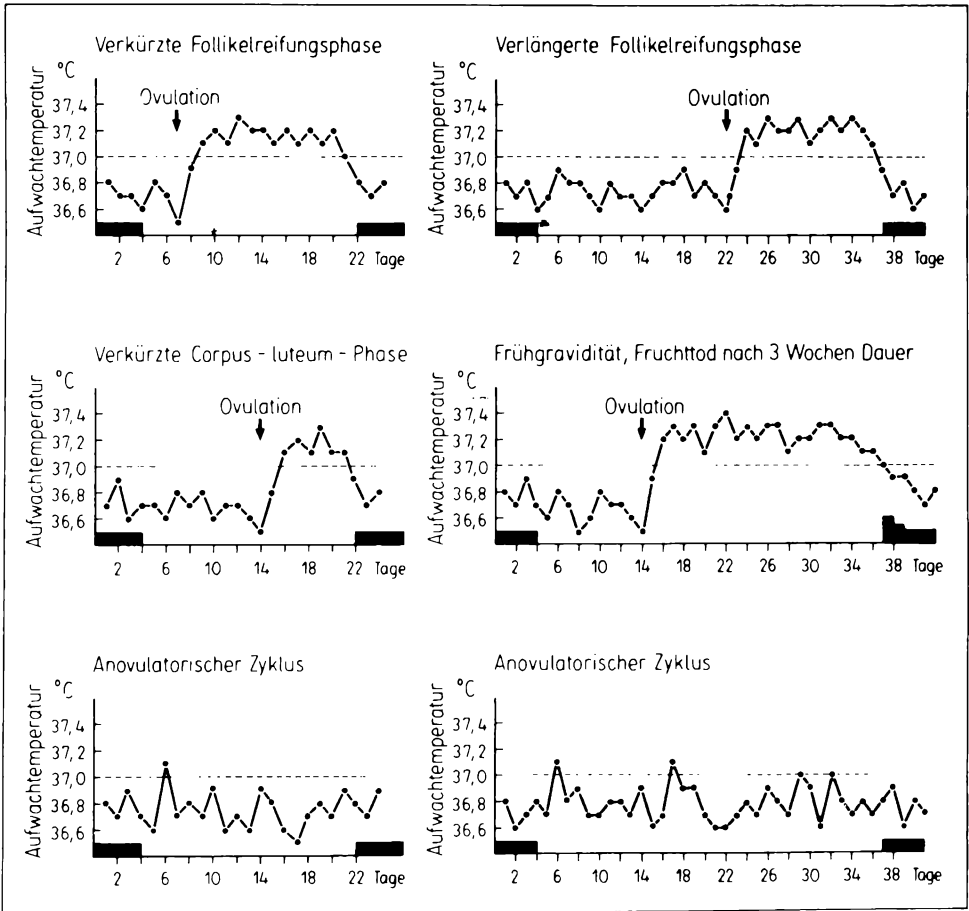 Verkürzte Follikelreifungsphase
°C
Aufwachtemperatur
Ovulation
37,4
37,2
37,0
36,8
36,6
2 6 10 14 18 22 Tage
Verlängerte Follikelreifungsphase
°C
Aufwachtemperatur
Ovulation
37,4
37,2
37,0
36,8
36,6
2 6 10 14 18 22 26 30 34 38 Tage
Verkürzte Corpus - luteum - Phase
°C
Aufwachtemperatur
Ovulation
37,4
37,2
37,0
36,8
36,6
2 6 10 14 18 22 Tage
Frühgravidität, Fruchttod nach 3 Wochen Dauer
°C
Aufwachtemperatur
Ovulation
37,4
37,2
37,0
36,8
36,6
2 6 10 14 18 22 26 30 34 38 Tage
Anovulatorischer Zyklus
°C
Aufwachtemperatur
37,4
37,2
37,0
36,8
36,6
2 6 10 14 18 22 Tage
Anovulatorischer Zyklus
°C
Aufwachtemperatur
37,4
37,2
37,0
36,8
36,6
2 6 10 14 18 22 26 30 34 38 Tage